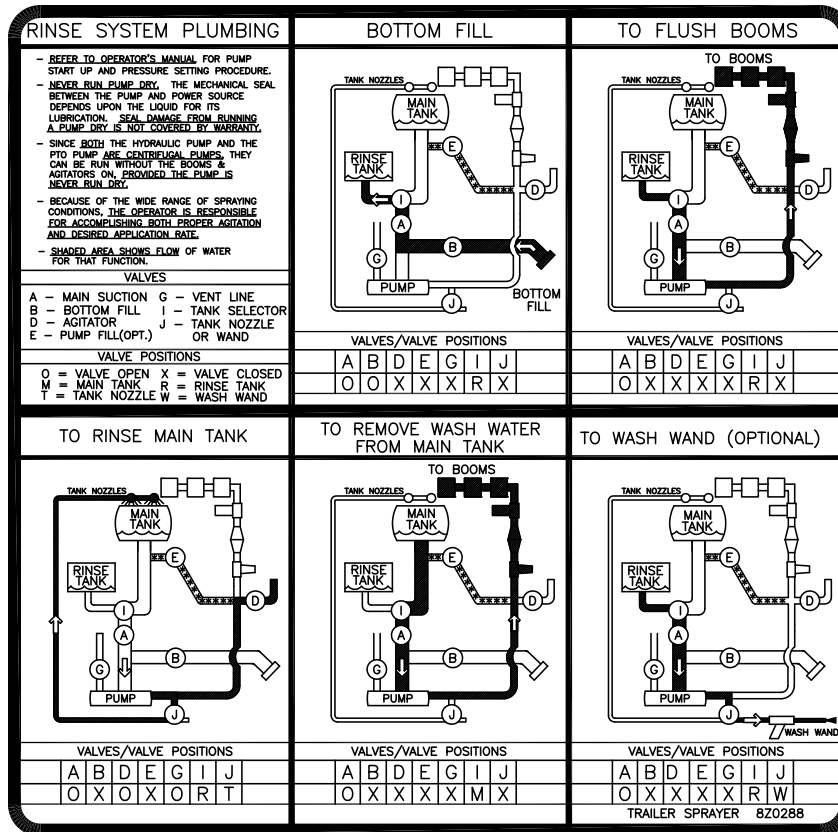 RINSE SYSTEM PLUMBING
– REFER TO OPERATOR'S MANUAL FOR PUMP
START UP AND PRESSURE SETTING PROCEDURE.
– NEVER RUN PUMP DRY. THE MECHANICAL SEAL
BETWEEN THE PUMP AND POWER SOURCE
DEPENDS UPON THE LIQUID FOR ITS
LUBRICATION. SEAL DAMAGE FROM RUNNING
A PUMP DRY IS NOT COVERED BY WARRANTY.
– SINCE BOTH THE HYDRAULIC PUMP AND THE
PTO PUMP ARE CENTRIFUGAL PUMPS, THEY
CAN BE RUN WITHOUT THE BOOMS &
AGITATORS ON, PROVIDED THE PUMP IS
NEVER RUN DRY.
– BECAUSE OF THE WIDE RANGE OF SPRAYING
CONDITIONS, THE OPERATOR IS RESPONSIBLE
FOR ACCOMPLISHING BOTH PROPER AGITATION
AND DESIRED APPLICATION RATE.
– SHADED AREA SHOWS FLOW OF WATER
FOR THAT FUNCTION.
VALVES
A – MAIN SUCTION G – VENT LINE
B – BOTTOM FILL I – TANK SELECTOR
D – AGITATOR J – TANK NOZZLE
E – PUMP FILL(OPT.) OR WAND
VALVE POSITIONS
O = VALVE OPEN X = VALVE CLOSED
M = MAIN TANK R = RINSE TANK
T = TANK NOZZLE W = WASH WAND
BOTTOM FILL
TANK NOZZLES
MAIN
TANK
E
RINSE
TANK
D
I
A
B
G
PUMP
BOTTOM
FILL
J
VALVES/VALVE POSITIONS
A B D E G I J
O O X X X R X
TO FLUSH BOOMS
TO BOOMS
TANK NOZZLES
MAIN
TANK
E
RINSE
TANK
D
I
A
B
G
PUMP
J
VALVES/VALVE POSITIONS
A B D E G I J
O X X X X R X
TO RINSE MAIN TANK
TANK NOZZLES
MAIN
TANK
E
RINSE
TANK
D
I
A
B
G
PUMP
J
VALVES/VALVE POSITIONS
A B D E G I J
O X O X O R T
TO REMOVE WASH WATER
FROM MAIN TANK
TO BOOMS
TANK NOZZLES
MAIN
TANK
E
RINSE
TANK
D
I
A
B
G
PUMP
J
VALVES/VALVE POSITIONS
A B D E G I J
O X X X X M X
TO WASH WAND (OPTIONAL)
TANK NOZZLES
MAIN
TANK
E
RINSE
TANK
D
I
A
B
G
PUMP
J
WASH WAND
VALVES/VALVE POSITIONS
A B D E G I J
O X X X X R W
TRAILER SPRAYER 8Z0288